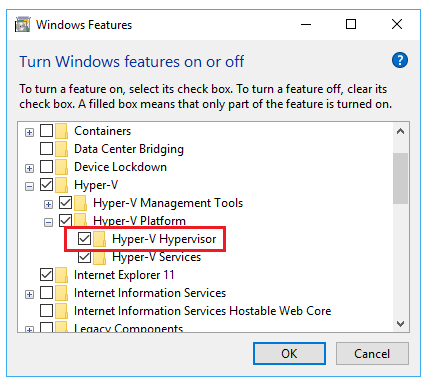 Windows Features
Turn Windows features on or off
?
To turn a feature on, select its check box. To turn a feature off, clear its
check box. A filled box means that only part of the feature is turned on.
Containers
Data Center Bridging
Device Lockdown
Hyper-V
Hyper-V Management Tools
Hyper-V Platform
Hyper-V Hypervisor
Hyper-V Services
Internet Explorer 11
Internet Information Services
Internet Information Services Hostable Web Core
Legacy Components
OK
Cancel